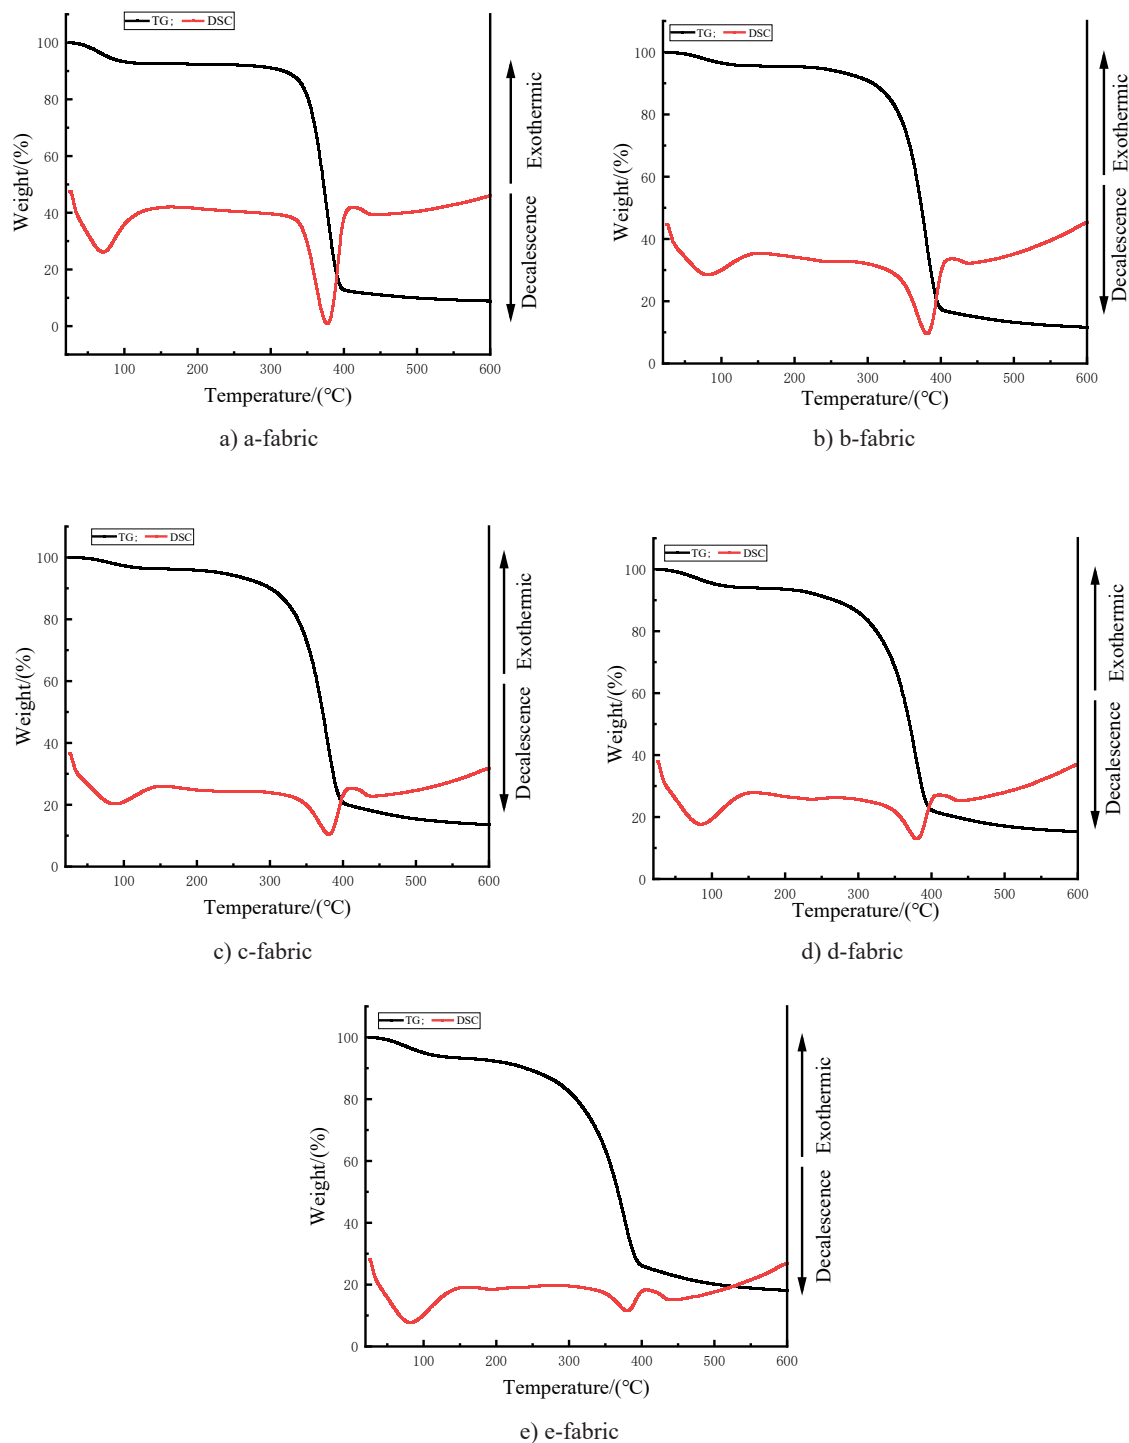 TG; DSC
100
80
60
40
20
0
Weight/(%)
Exothermic
Decalescence
100 200 300 400 500 600
Temperature/(℃)
a) a-fabric
TG; DSC
100
80
60
40
20
0
Weight/(%)
Exothermic
Decalescence
100 200 300 400 500 600
Temperature/(℃)
b) b-fabric
TG; DSC
100
80
60
40
20
0
Weight/(%)
Exothermic
Decalescence
100 200 300 400 500 600
Temperature/(℃)
c) c-fabric
TG; DSC
100
80
60
40
20
0
Weight/(%)
Exothermic
Decalescence
100 200 300 400 500 600
Temperature/(℃)
d) d-fabric
TG; DSC
100
80
60
40
20
0
Weight/(%)
Exothermic
Decalescence
100 200 300 400 500 600
Temperature/(℃)
e) e-fabric